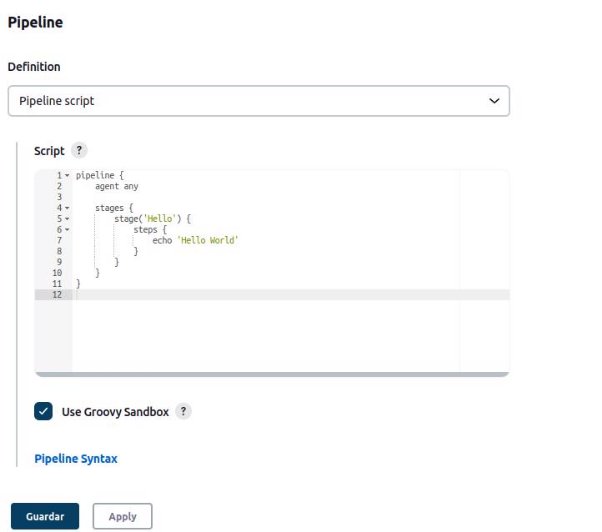 Pipeline
Definition
Pipeline script
Script ?
1 pipeline {
2     agent any
3
4     stages {
5         stage('Hello') {
6             steps {
7                 echo 'Hello World'
8             }
9         }
10     }
11 }
12
Use Groovy Sandbox ?
Pipeline Syntax
Guardar Apply